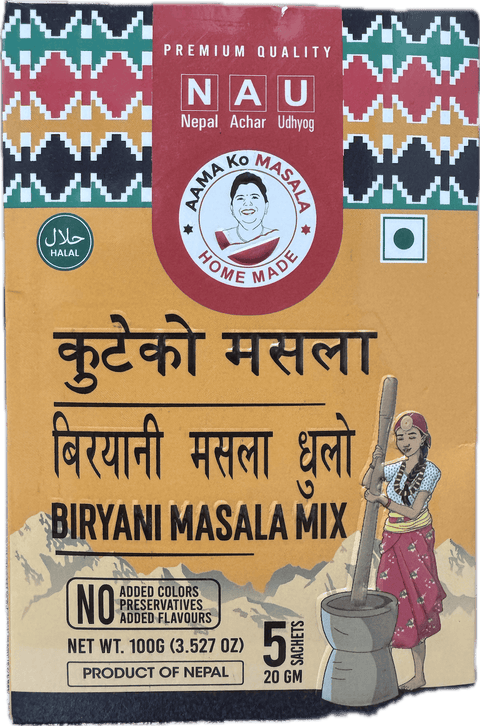 PREMIUM QUALITY
NAU
Nepal Achar Udhyog
AAMA Ko MASALA
HOME MADE
حلال
HALAL
कुटेको मसला
बिरयानी मसला धुलो
BIRYANI MASALA MIX
NO ADDED COLORS
PRESERVATIVES
ADDED FLAVOURS
NET WT. 100G (3.527 OZ)
5 SACHETS
20 GM
PRODUCT OF NEPAL